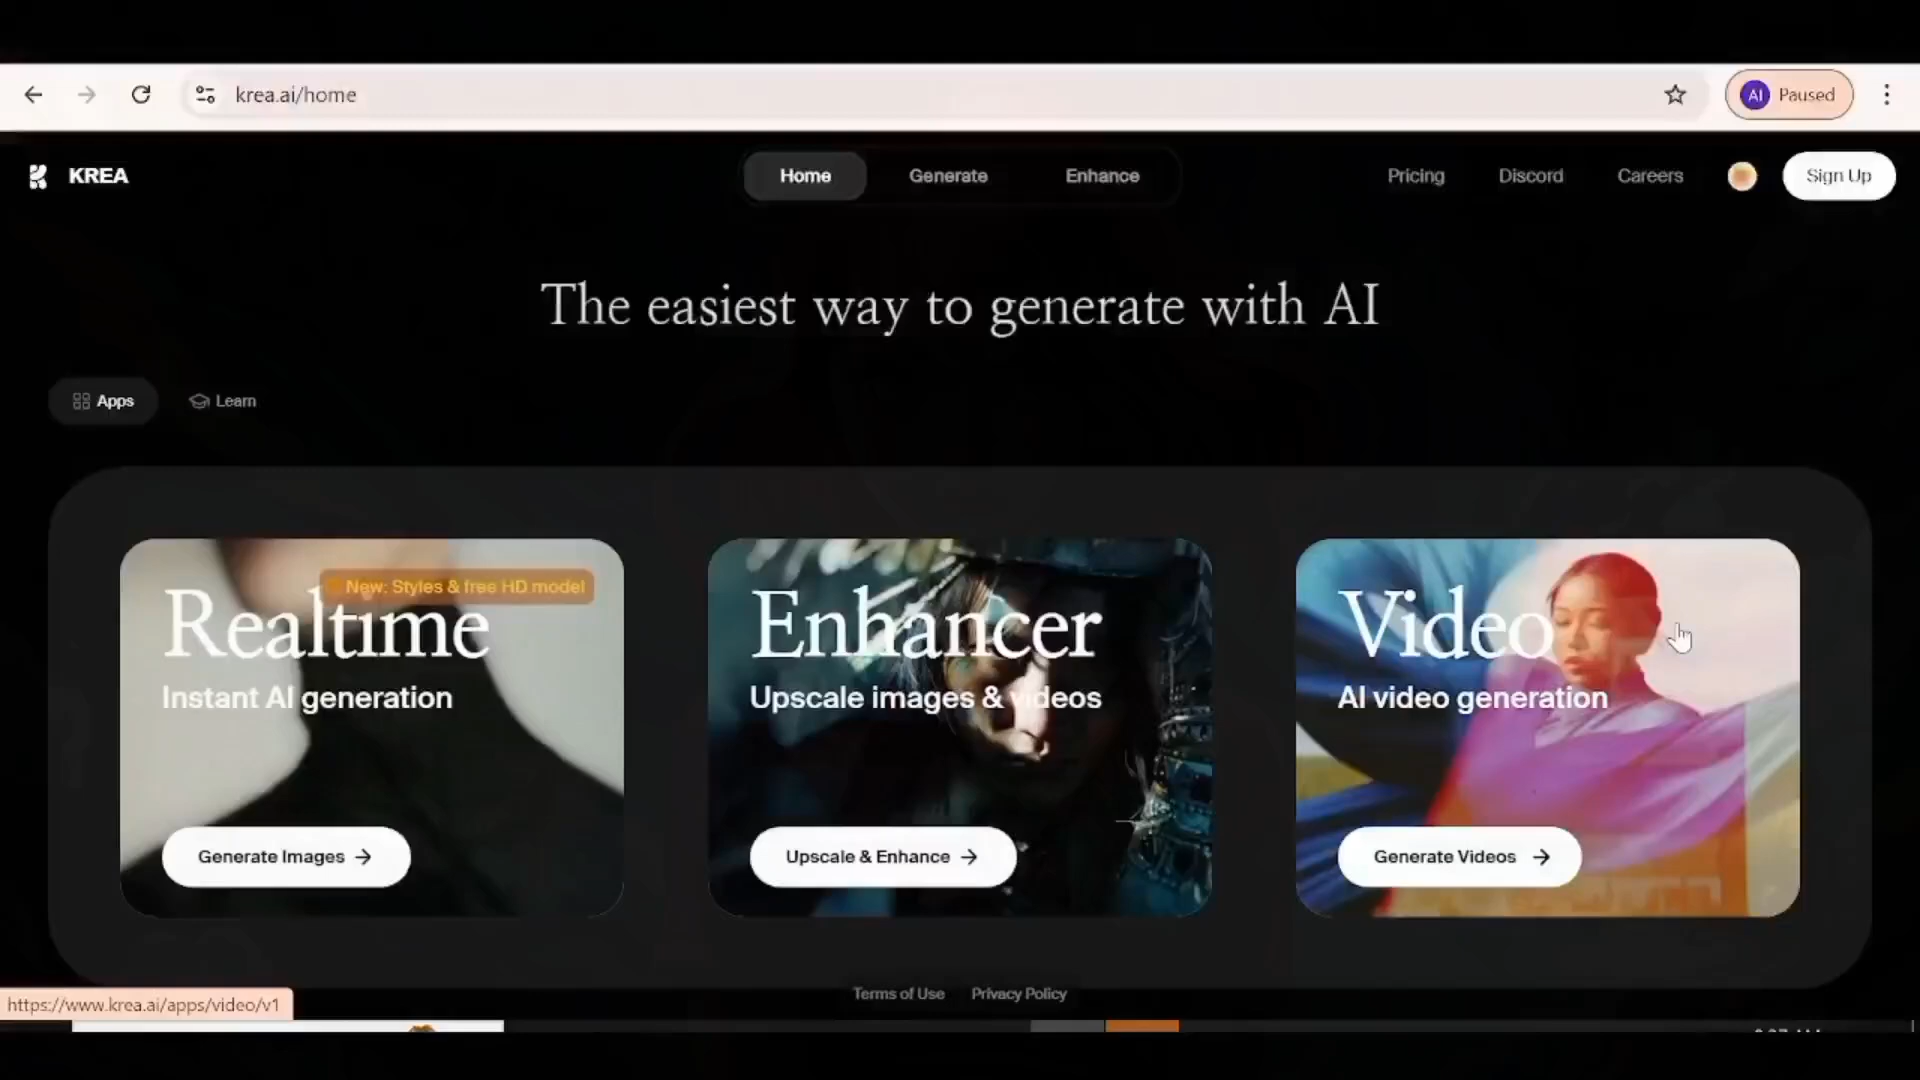 krea.ai/home
AI Paused
KREA
Home Generate Enhance
Pricing Discord Careers Sign Up
The easiest way to generate with AI
Apps Learn
New: Styles & free HD model
Realtime
Instant AI generation
Generate Images →
Enhancer
Upscale images & videos
Upscale & Enhance →
Video
AI video generation
Generate Videos →
Terms of Use Privacy Policy
https://www.krea.ai/apps/video/v1